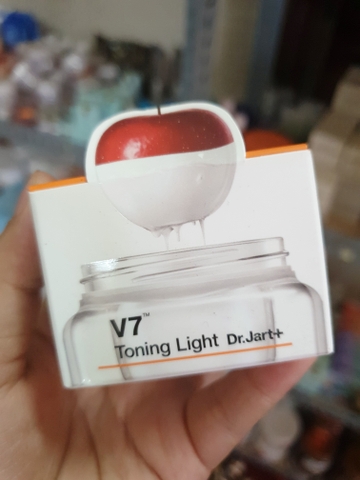 V7™
Toning Light Dr.Jart+